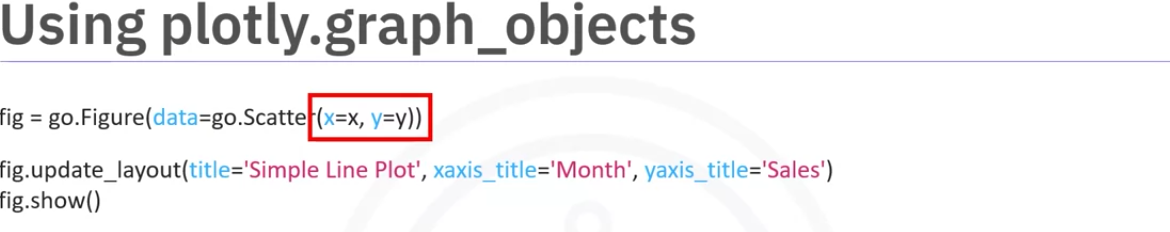 Using plotly.graph_objects
fig = go.Figure(data=go.Scatter(x=x, y=y))
fig.update_layout(title='Simple Line Plot', xaxis_title='Month', yaxis_title='Sales')
fig.show()